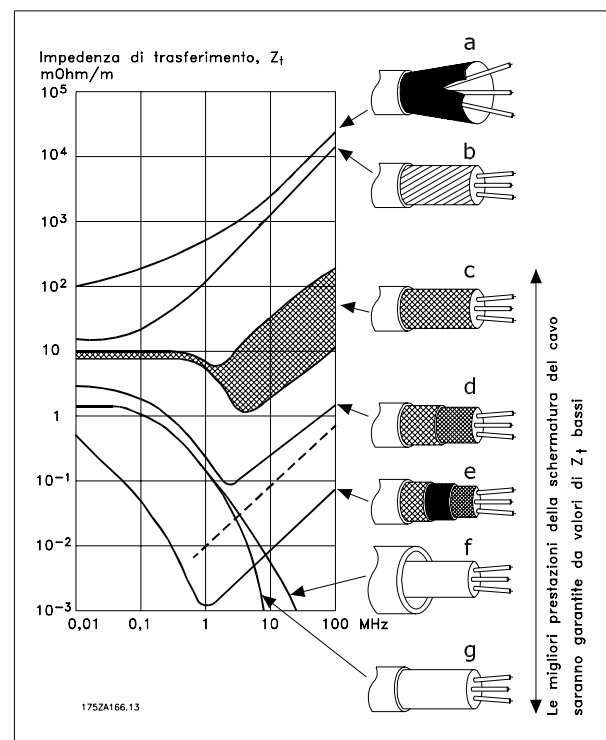 Impedenza di trasferimento, Zt
mOhm/m
a
10⁵
b
10⁴
10³
c
10²
10
d
1
e
10⁻¹
f
10⁻²
10⁻³
0,01 0,1 1 10 100 MHz
g
175ZA166.13
Le migliori prestazioni della schermatura del cavo
saranno garantite da valori di Zt bassi